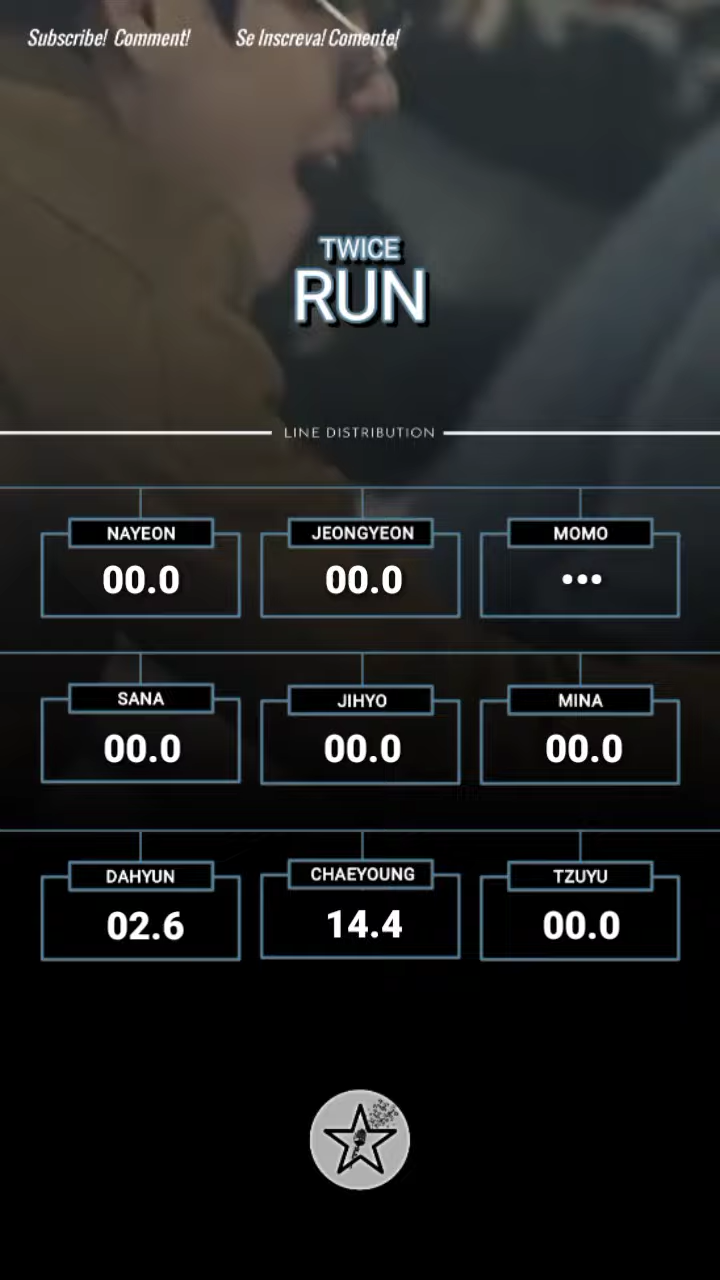 Subscribe! Comment! Se Inscreva! Comente!
TWICE
RUN
LINE DISTRIBUTION
NAYEON JEONGYEON MOMO
00.0 00.0 •••
SANA JIHYO MINA
00.0 00.0 00.0
DAHYUN CHAEYOUNG TZUYU
02.6 14.4 00.0